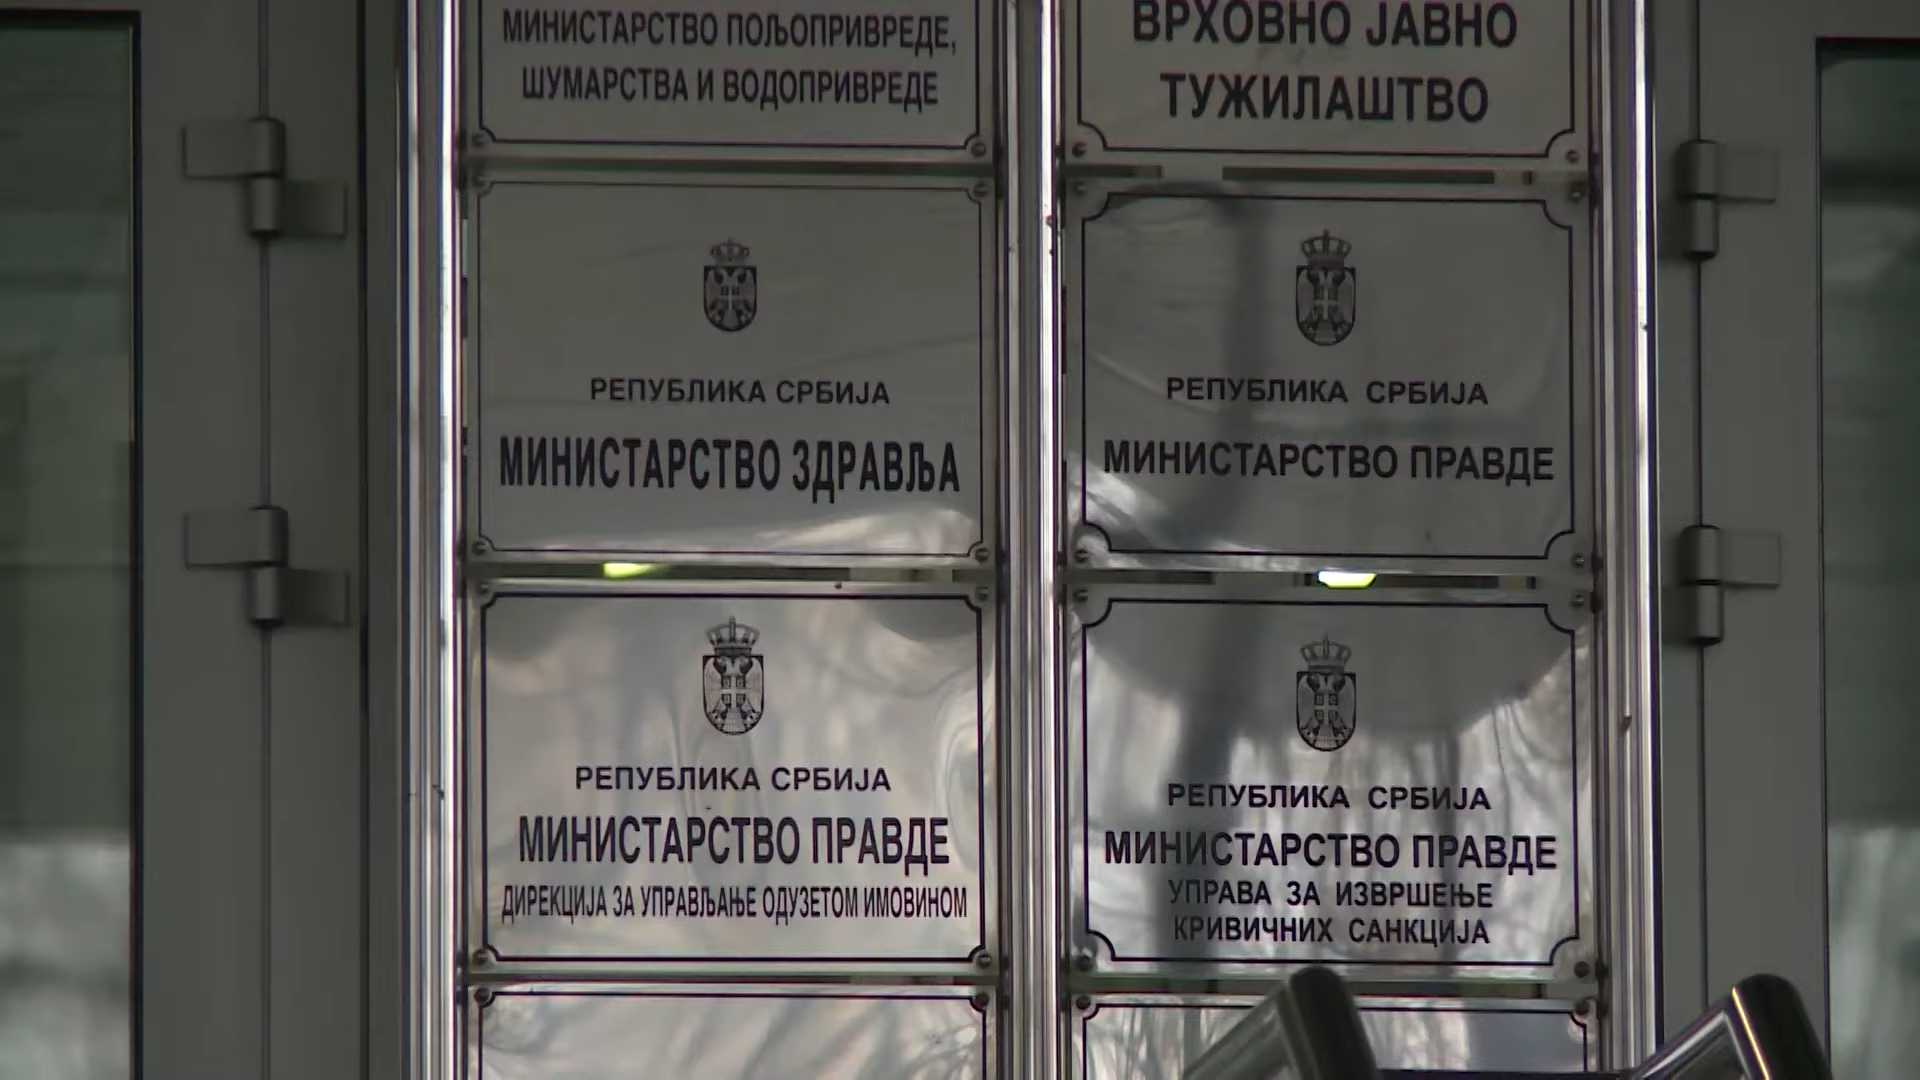 МИНИСТАРСТВО ПОЉОПРИВРЕДЕ,
ШУМАРСТВА И ВОДОПРИВРЕДЕ
ВРХОВНО ЈАВНО
ТУЖИЛАШТВО
РЕПУБЛИКА СРБИЈА
МИНИСТАРСТВО ЗДРАВЉА
РЕПУБЛИКА СРБИЈА
МИНИСТАРСТВО ПРАВДЕ
РЕПУБЛИКА СРБИЈА
МИНИСТАРСТВО ПРАВДЕ
ДИРЕКЦИЈА ЗА УПРАВЉАЊЕ ОДУЗЕТОМ ИМОВИНОМ
РЕПУБЛИКА СРБИЈА
МИНИСТАРСТВО ПРАВДЕ
УПРАВА ЗА ИЗВРШЕЊЕ
КРИВИЧНИХ САНКЦИЈА